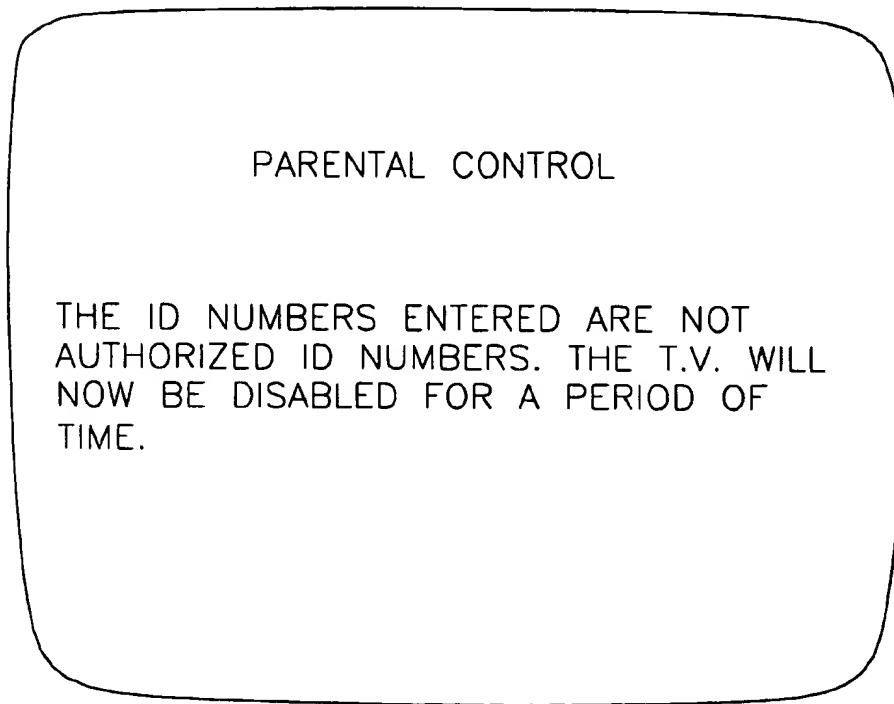 PARENTAL CONTROL
THE ID NUMBERS ENTERED ARE NOT
AUTHORIZED ID NUMBERS. THE T.V. WILL
NOW BE DISABLED FOR A PERIOD OF
TIME.